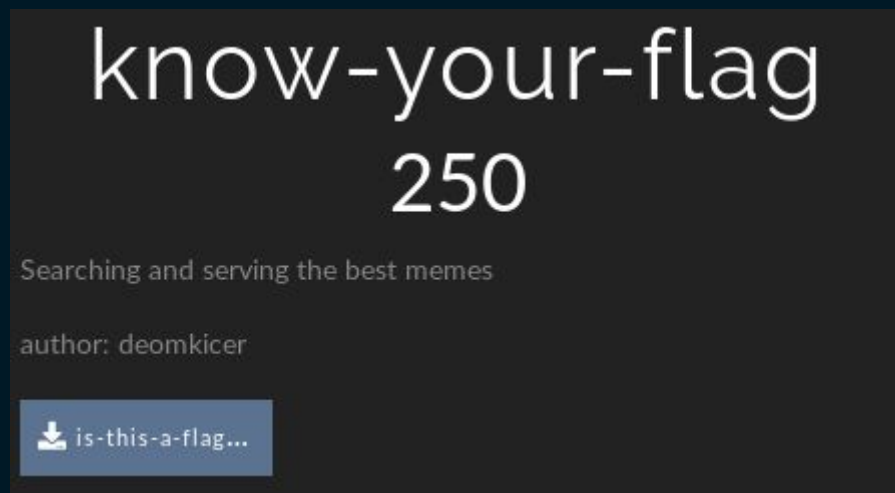 know-your-flag
250
Searching and serving the best memes
author: deomkicer
is-this-a-flag...